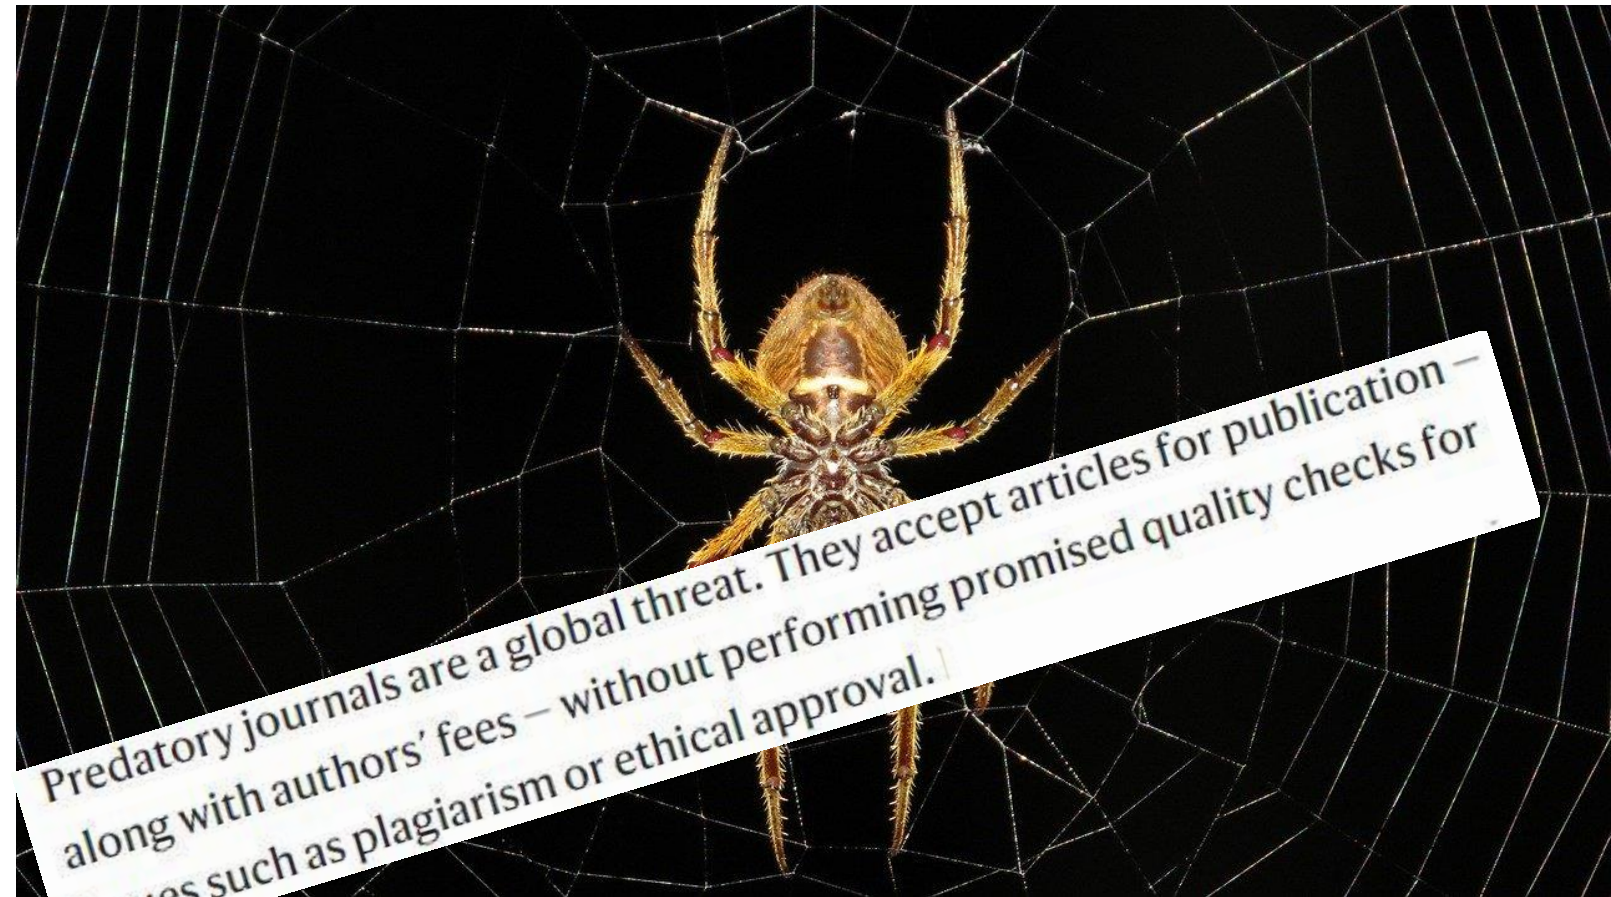 Predatory journals are a global threat. They accept articles for publication –
along with authors’ fees – without performing promised quality checks for
such as plagiarism or ethical approval.